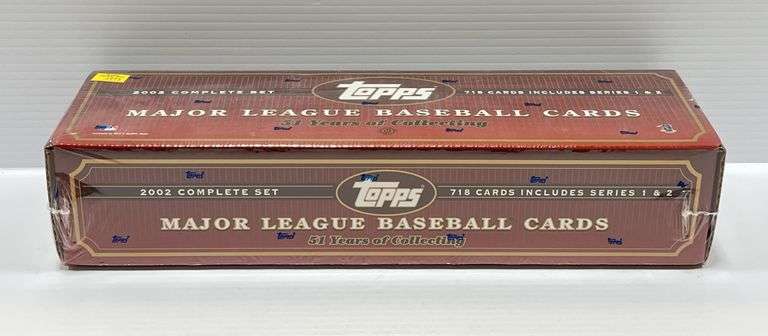 2002 COMPLETE SET topps 718 CARDS INCLUDES SERIES 1 & 2
MAJOR LEAGUE BASEBALL CARDS
51 Years of Collecting
2002 COMPLETE SET topps 718 CARDS INCLUDES SERIES 1 & 2
MAJOR LEAGUE BASEBALL CARDS
51 Years of Collecting